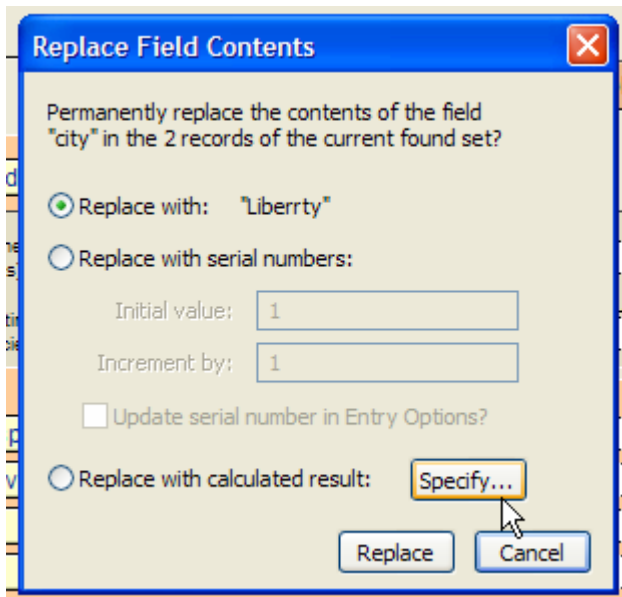 Replace Field Contents
Permanently replace the contents of the field
"city" in the 2 records of the current found set?
Replace with: "Liberrty"
Replace with serial numbers:
Initial value: 1
Increment by: 1
Update serial number in Entry Options?
Replace with calculated result: Specify...
Replace Cancel